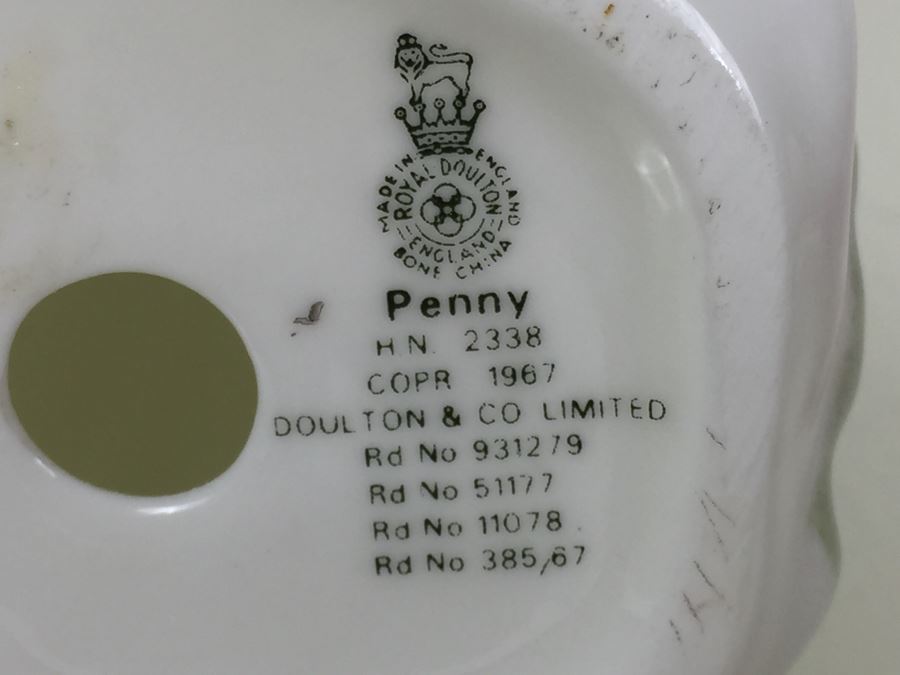 MADE IN ENGLAND
ROYAL DOULTON
ENGLAND
BONE CHINA
Penny
H.N. 2338
COPR 1967
DOULTON & CO LIMITED
Rd No 931279
Rd No 51177
Rd No 11078.
Rd No 385/67